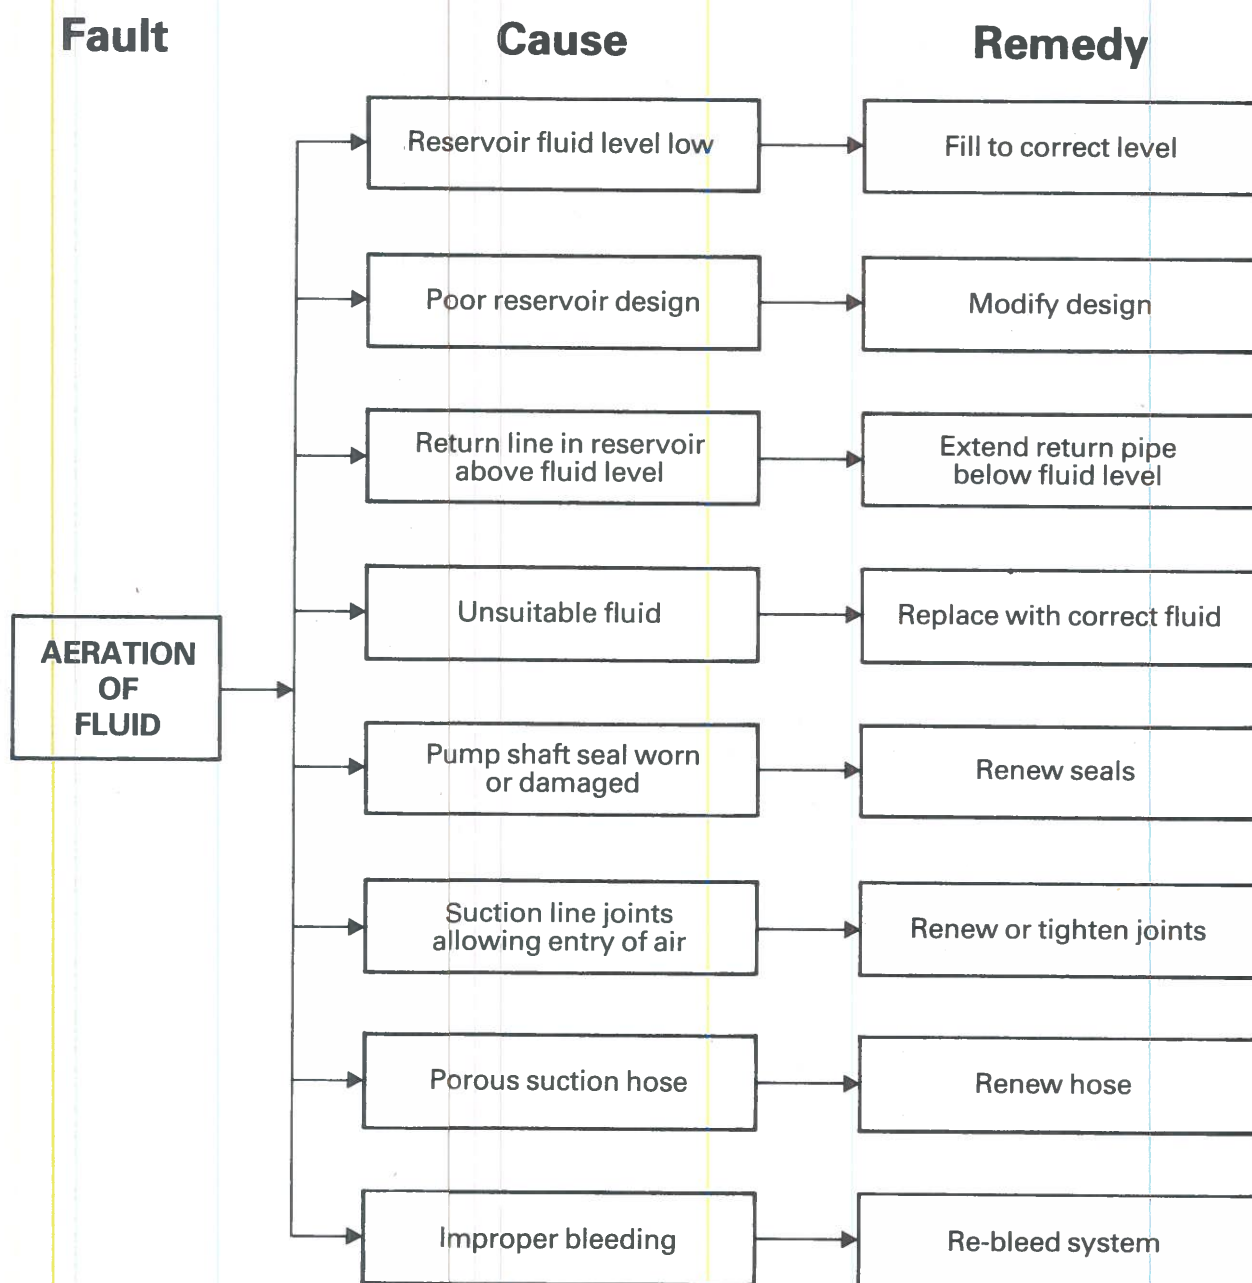 Fault
Cause
Remedy
Reservoir fluid level low
Fill to correct level
Poor reservoir design
Modify design
Return line in reservoir
above fluid level
Extend return pipe
below fluid level
Unsuitable fluid
Replace with correct fluid
AERATION
OF
FLUID
Pump shaft seal worn
or damaged
Renew seals
Suction line joints
allowing entry of air
Renew or tighten joints
Porous suction hose
Renew hose
Improper bleeding
Re-bleed system